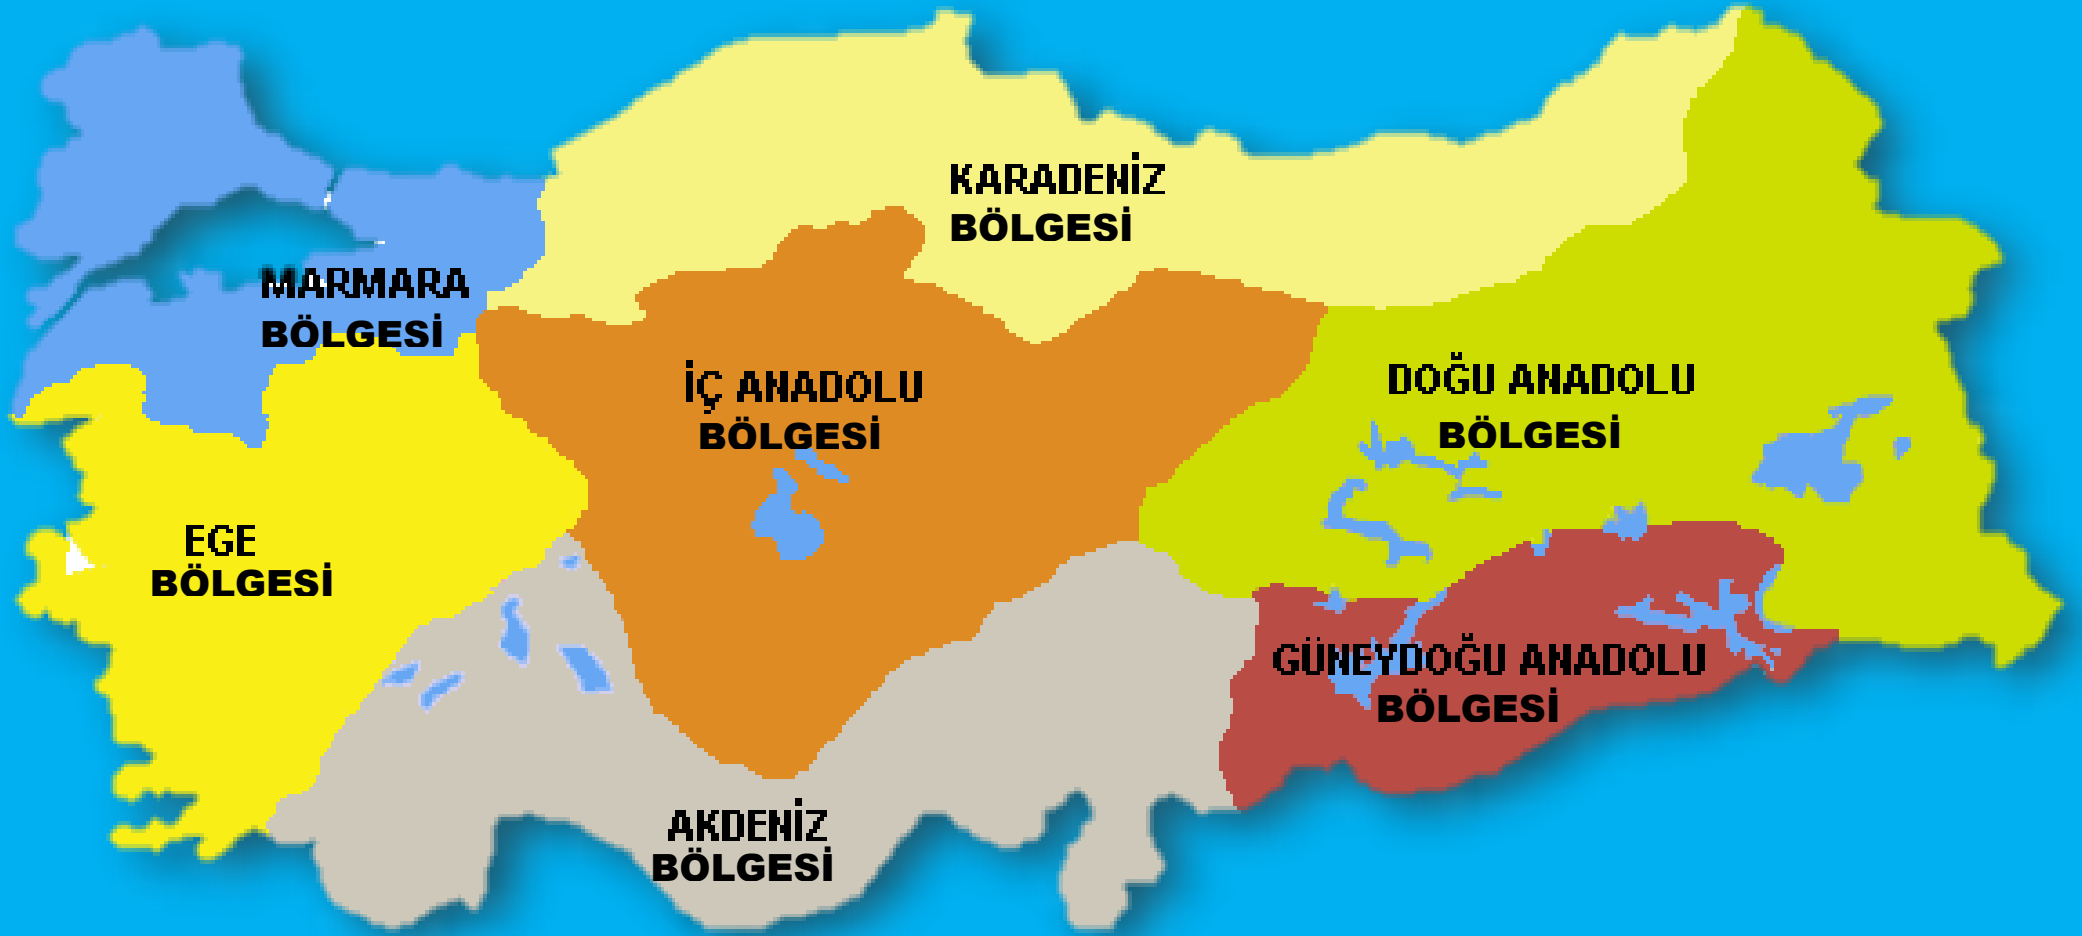 KARADENİZ
BÖLGESİ
MARMARA
BÖLGESİ
İÇ ANADOLU
BÖLGESİ
DOĞU ANADOLU
BÖLGESİ
EGE
BÖLGESİ
GÜNEYDOĞU ANADOLU
BÖLGESİ
AKDENİZ
BÖLGESİ